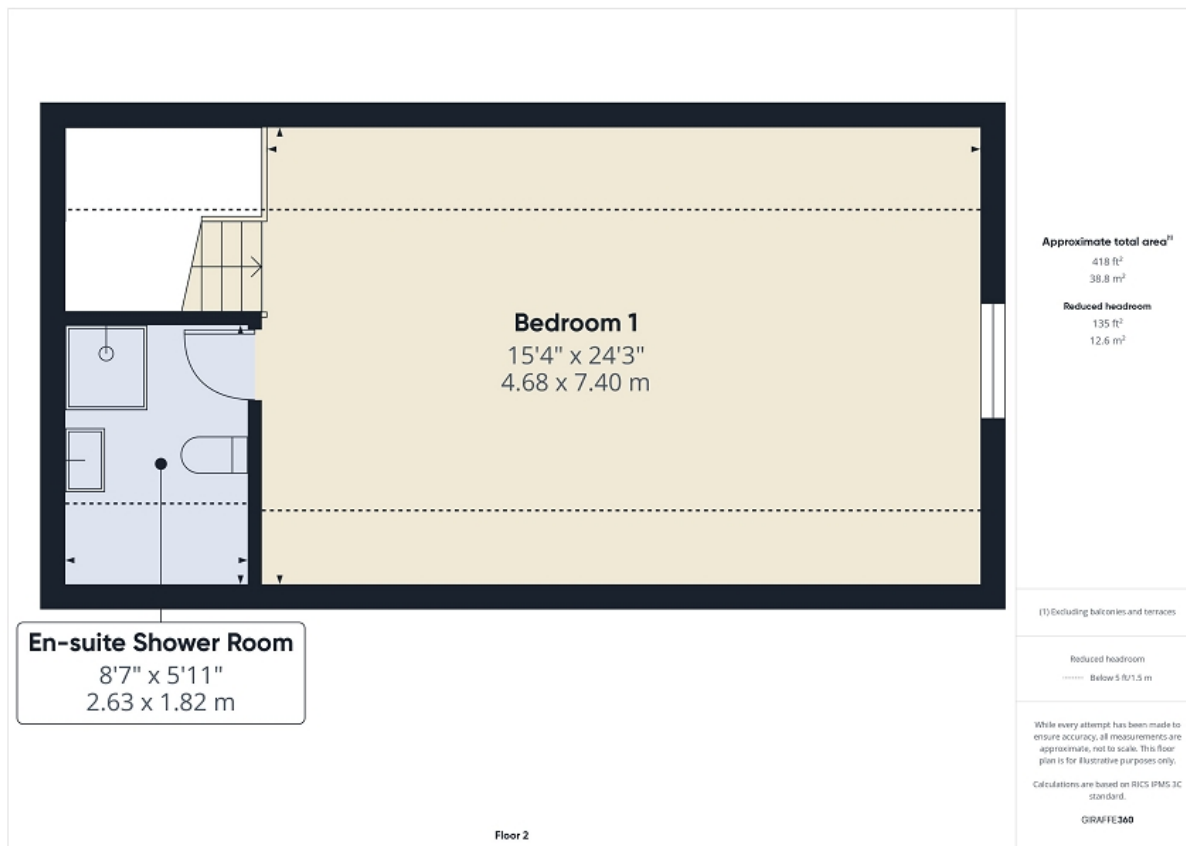 Bedroom 1
15'4" x 24'3"
4.68 x 7.40 m
En-suite Shower Room
8'7" x 5'11"
2.63 x 1.82 m
Floor 2
Approximate total area⁽¹⁾
418 ft²
38.8 m²
Reduced headroom
135 ft²
12.6 m²
(1) Excluding balconies and terraces
Reduced headroom
Below 5 ft/1.5 m
While every attempt has been made to
ensure accuracy, all measurements are
approximate, not to scale. This floor
plan is for illustrative purposes only.
Calculations are based on RICS IPMS 3C
standard.
GIRAFFE360